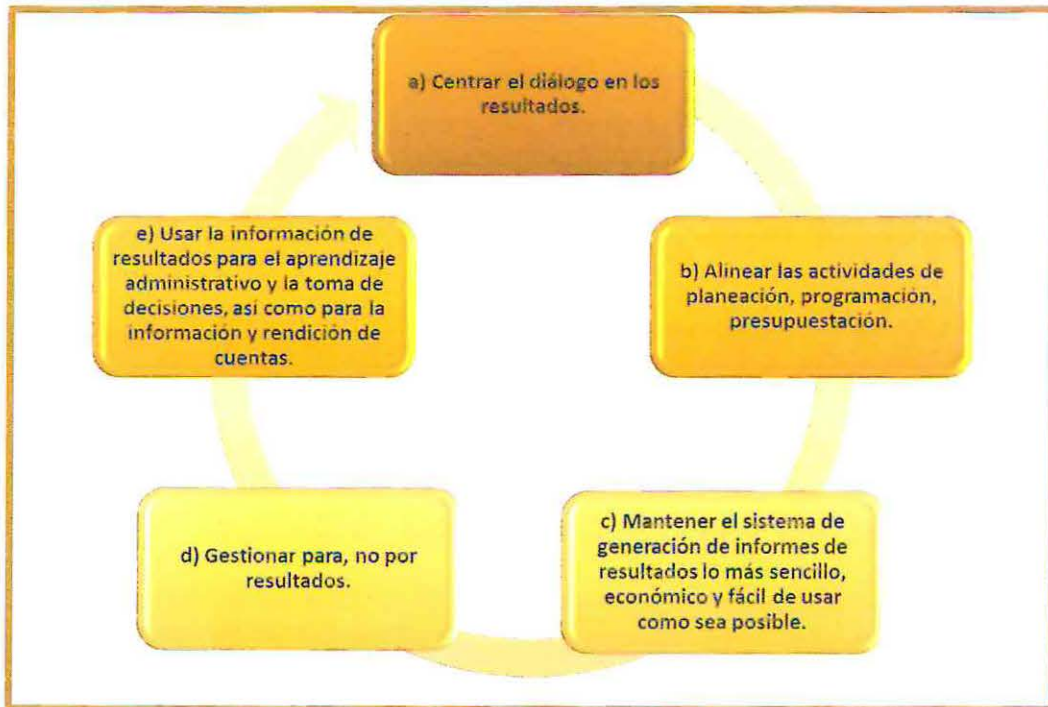 a) Centrar el diálogo en los
resultados.
b) Alinear las actividades de
planeación, programación,
presupuestación.
c) Mantener el sistema de
generación de informes de
resultados lo más sencillo,
económico y fácil de usar
como sea posible.
d) Gestionar para, no por
resultados.
e) Usar la información de
resultados para el aprendizaje
administrativo y la toma de
decisiones, así como para la
información y rendición de
cuentas.